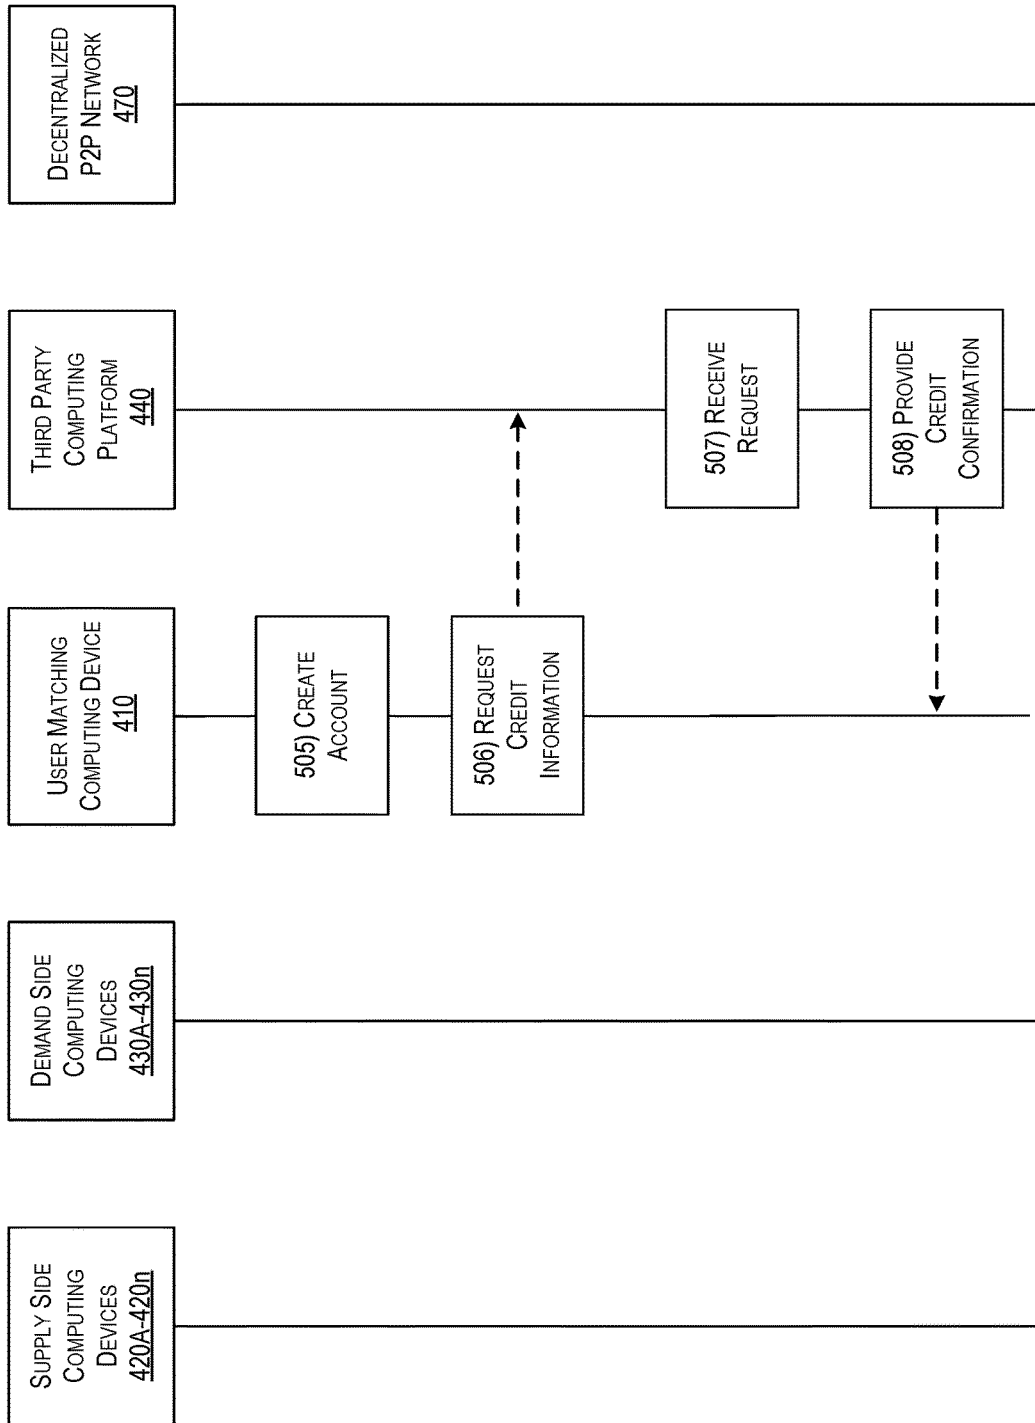 SUPPLY SIDE
COMPUTING
DEVICES
420A-420n
DEMAND SIDE
COMPUTING
DEVICES
430A-430n
USER MATCHING
COMPUTING DEVICE
410
THIRD PARTY
COMPUTING
PLATFORM
440
DECENTRALIZED
P2P NETWORK
470
505) CREATE
ACCOUNT
506) REQUEST
CREDIT
INFORMATION
507) RECEIVE
REQUEST
508) PROVIDE
CREDIT
CONFIRMATION